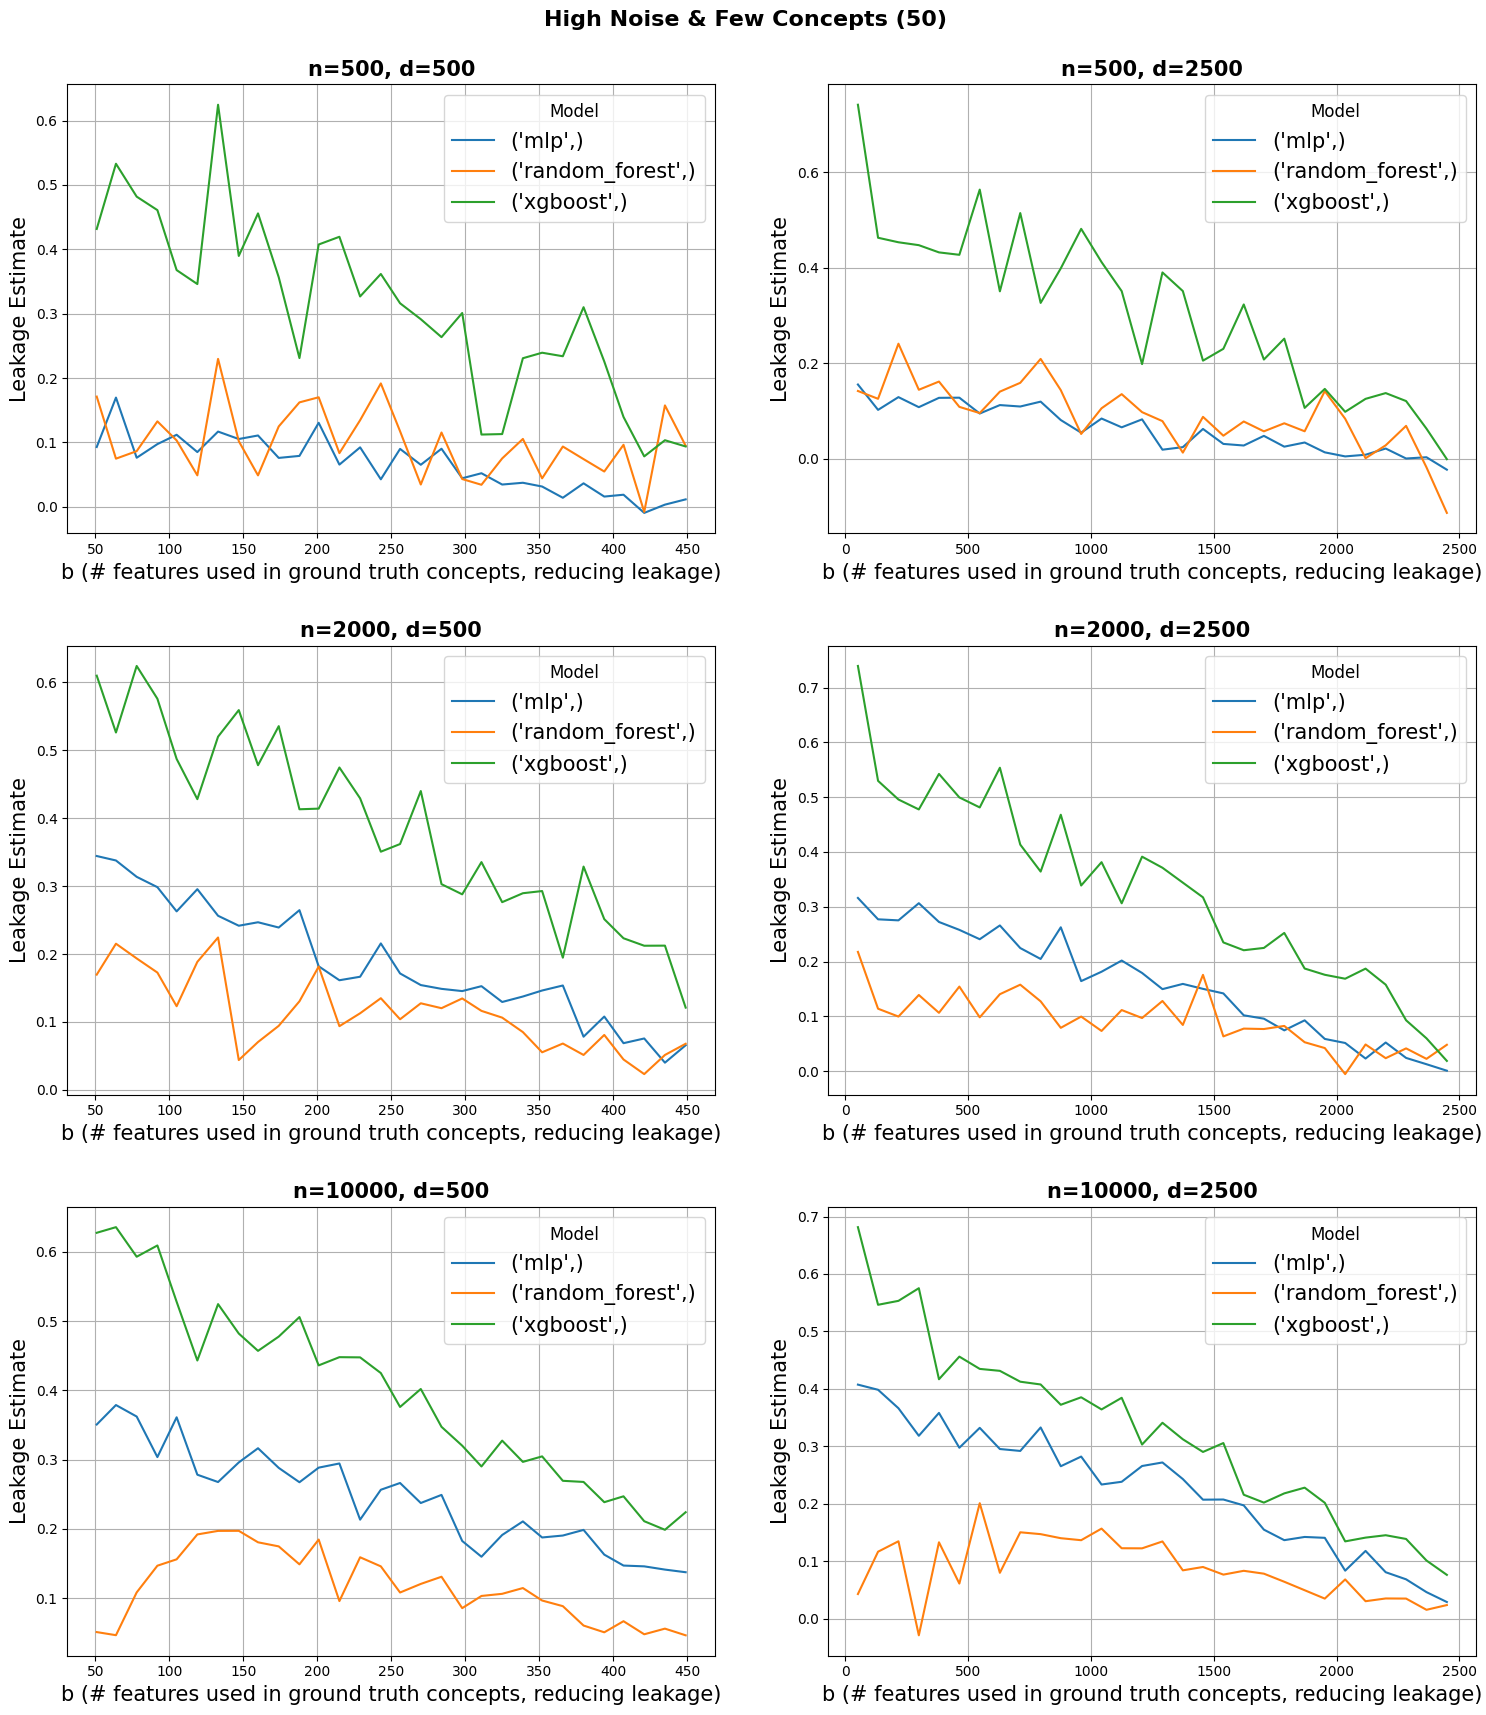 High Noise & Few Concepts (50)
n=500, d=500
Leakage Estimate
0.6
0.5
0.4
0.3
0.2
0.1
0.0
Model
('mlp',)
('random_forest',)
('xgboost',)
50 100 150 200 250 300 350 400 450
b (# features used in ground truth concepts, reducing leakage)
n=500, d=2500
Leakage Estimate
0.6
0.4
0.2
0.0
Model
('mlp',)
('random_forest',)
('xgboost',)
0 500 1000 1500 2000 2500
b (# features used in ground truth concepts, reducing leakage)
n=2000, d=500
Leakage Estimate
0.6
0.5
0.4
0.3
0.2
0.1
0.0
Model
('mlp',)
('random_forest',)
('xgboost',)
50 100 150 200 250 300 350 400 450
b (# features used in ground truth concepts, reducing leakage)
n=2000, d=2500
Leakage Estimate
0.7
0.6
0.5
0.4
0.3
0.2
0.1
0.0
Model
('mlp',)
('random_forest',)
('xgboost',)
0 500 1000 1500 2000 2500
b (# features used in ground truth concepts, reducing leakage)
n=10000, d=500
Leakage Estimate
0.6
0.5
0.4
0.3
0.2
0.1
Model
('mlp',)
('random_forest',)
('xgboost',)
50 100 150 200 250 300 350 400 450
b (# features used in ground truth concepts, reducing leakage)
n=10000, d=2500
Leakage Estimate
0.7
0.6
0.5
0.4
0.3
0.2
0.1
0.0
Model
('mlp',)
('random_forest',)
('xgboost',)
0 500 1000 1500 2000 2500
b (# features used in ground truth concepts, reducing leakage)